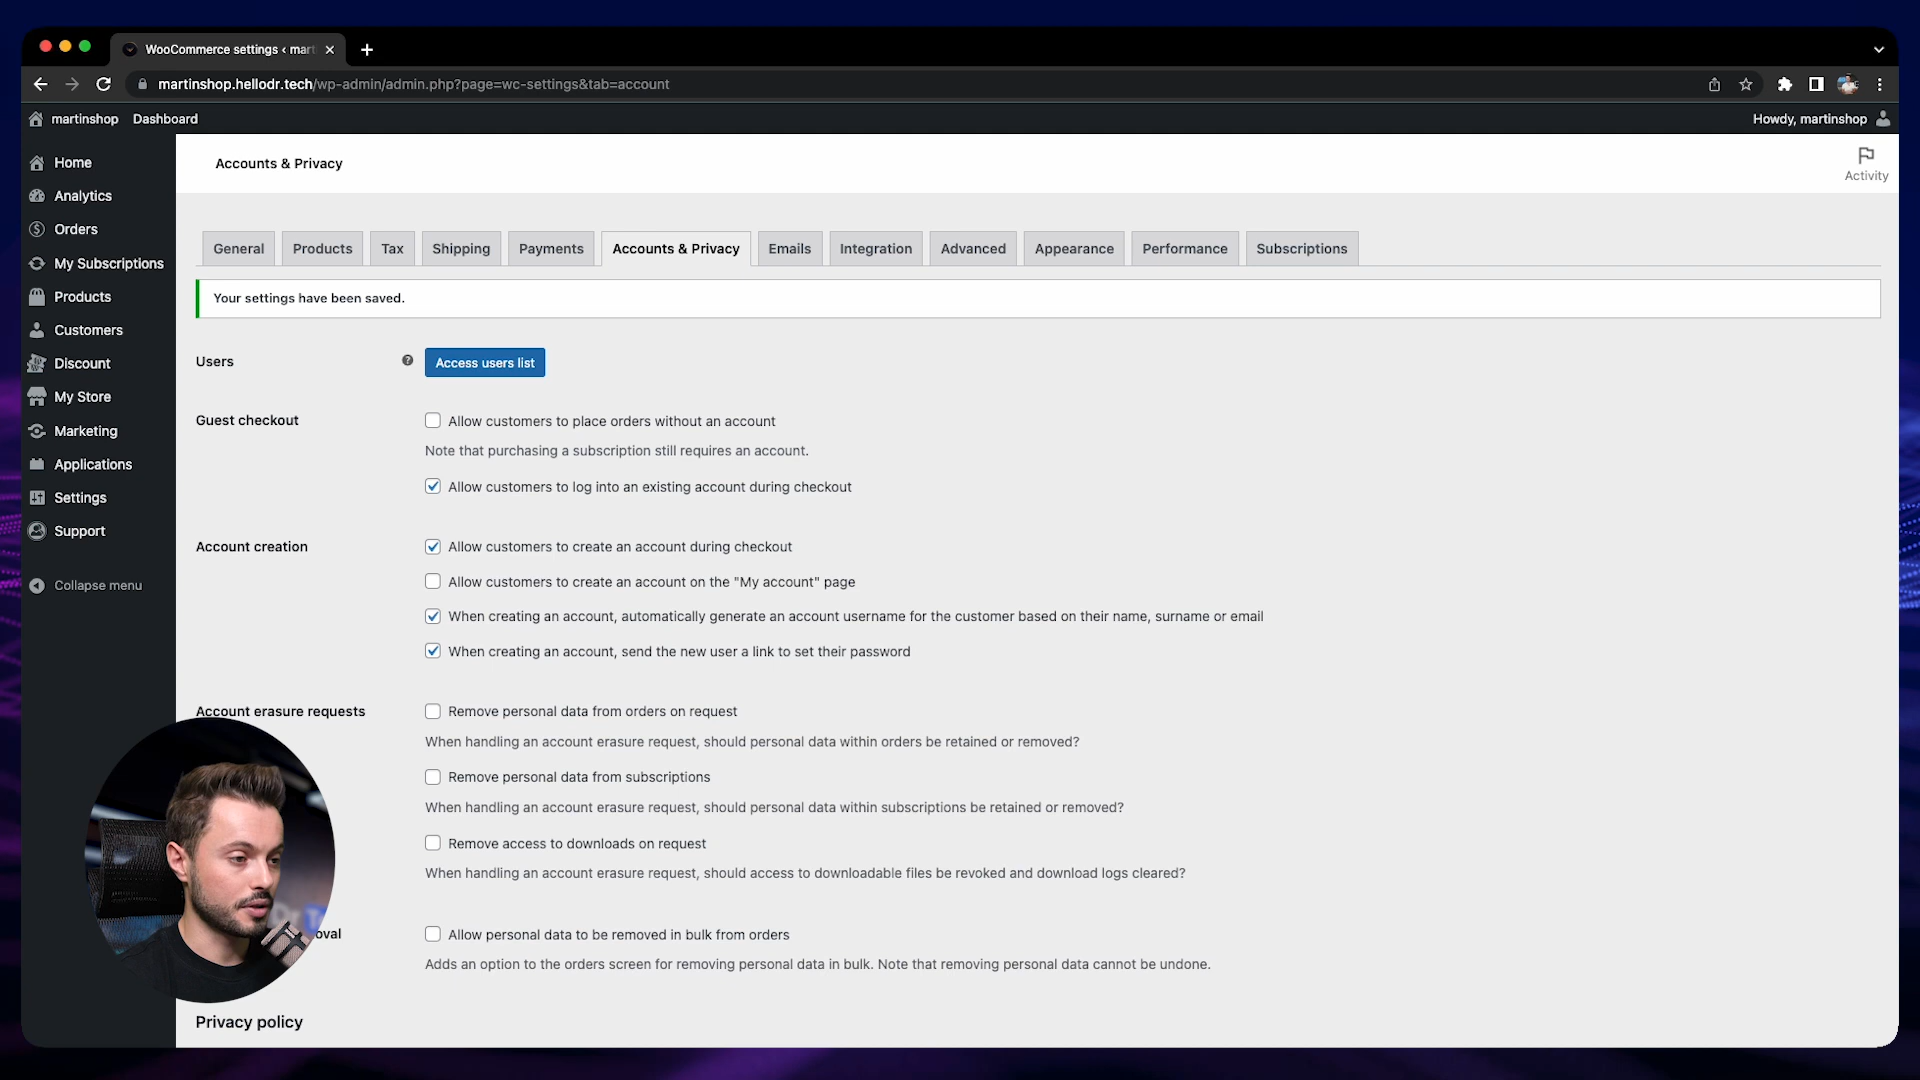 WooCommerce settings ‹ mart
martinshop.hellodr.tech/wp-admin/admin.php?page=wc-settings&tab=account
martinshop Dashboard Howdy, martinshop
Home
Analytics
Orders
My Subscriptions
Products
Customers
Discount
My Store
Marketing
Applications
Settings
Support
Collapse menu
Accounts & Privacy
Activity
General Products Tax Shipping Payments Accounts & Privacy Emails Integration Advanced Appearance Performance Subscriptions
Your settings have been saved.
Users Access users list
Guest checkout Allow customers to place orders without an account
Note that purchasing a subscription still requires an account.
Allow customers to log into an existing account during checkout
Account creation Allow customers to create an account during checkout
Allow customers to create an account on the "My account" page
When creating an account, automatically generate an account username for the customer based on their name, surname or email
When creating an account, send the new user a link to set their password
Account erasure requests Remove personal data from orders on request
When handling an account erasure request, should personal data within orders be retained or removed?
Remove personal data from subscriptions
When handling an account erasure request, should personal data within subscriptions be retained or removed?
Remove access to downloads on request
When handling an account erasure request, should access to downloadable files be revoked and download logs cleared?
oval Allow personal data to be removed in bulk from orders
Adds an option to the orders screen for removing personal data in bulk. Note that removing personal data cannot be undone.
Privacy policy